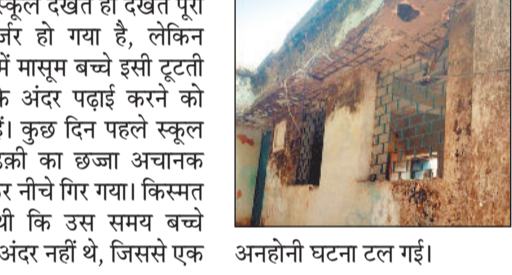 स्कूल देखते ही देखते पूरी
हो गया है, लेकिन
में मासूम बच्चे इसी टूटती
के अंदर पढ़ाई करने को
कुछ दिन पहले स्कूल
का छज्जा अचानक
नीचे गिर गया। किस्मत
थी कि उस समय बच्चे
अंदर नहीं थे, जिससे एक
अनहोनी घटना टल गई।